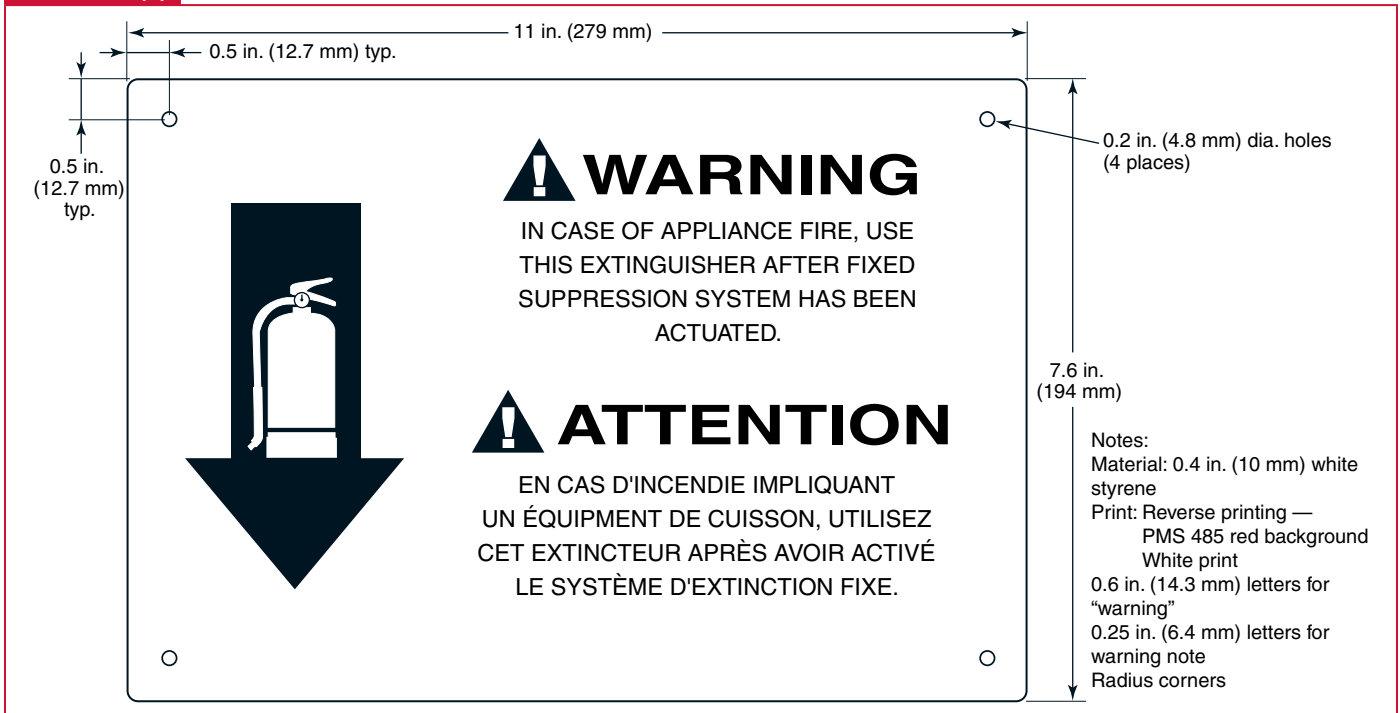 11 in. (279 mm)
0.5 in. (12.7 mm) typ.
0.5 in.
(12.7 mm)
typ.
0.2 in. (4.8 mm) dia. holes
(4 places)
WARNING
IN CASE OF APPLIANCE FIRE, USE
THIS EXTINGUISHER AFTER FIXED
SUPPRESSION SYSTEM HAS BEEN
ACTUATED.
7.6 in.
(194 mm)
ATTENTION
EN CAS D'INCENDIE IMPLIQUANT
UN ÉQUIPMENT DE CUISSON, UTILISEZ
CET EXTINCTEUR APRÈS AVOIR ACTIVÉ
LE SYSTÈME D'EXTINCTION FIXE.
Notes:
Material: 0.4 in. (10 mm) white
styrene
Print: Reverse printing —
PMS 485 red background
White print
0.6 in. (14.3 mm) letters for
“warning”
0.25 in. (6.4 mm) letters for
warning note
Radius corners